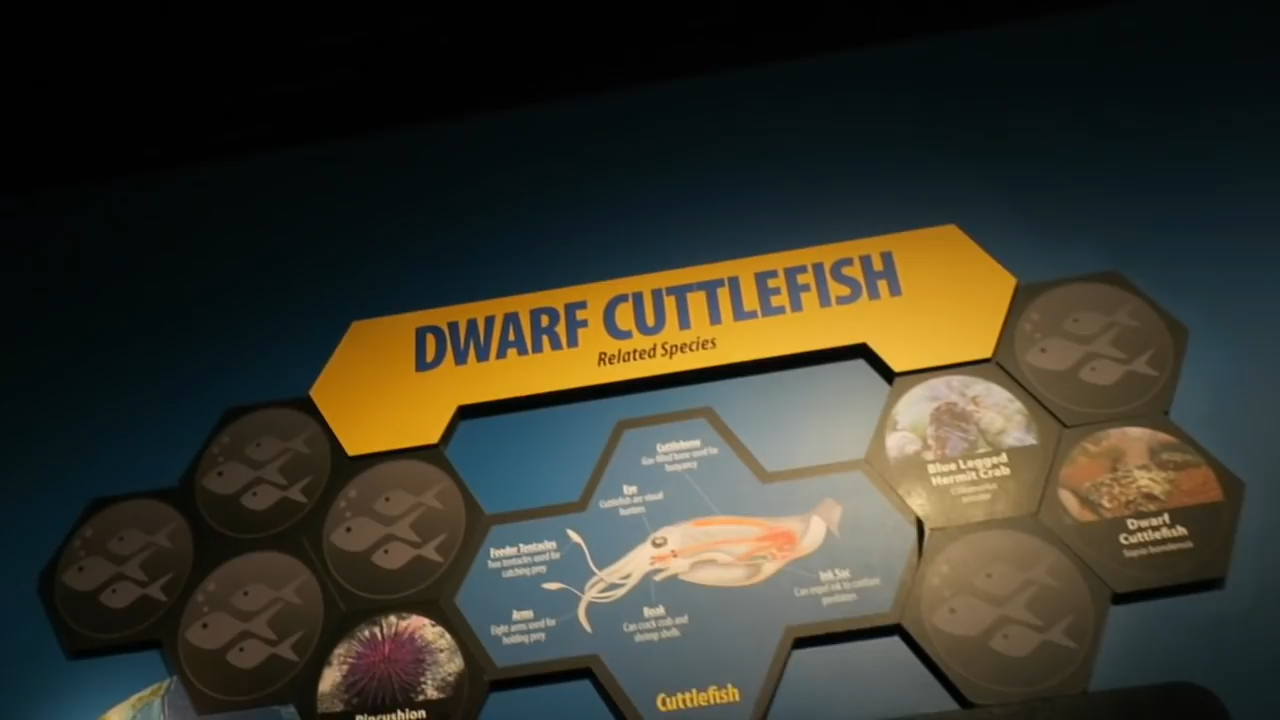 DWARF CUTTLEFISH
Related Species
Cuttlebone
Gas-filled bone used for
buoyancy
Eye
Cuttlefish are visual
hunters
Feeder Tentacles
Two tentacles used for
catching prey
Arms
Eight arms used for
holding prey
Beak
Can crack crab and
shrimp shells.
Ink Sac
Can expel ink to confuse
predators
Cuttlefish
Blue Legged
Hermit Crab
Dwarf
Cuttlefish
Sepia bandensis
Pincushion